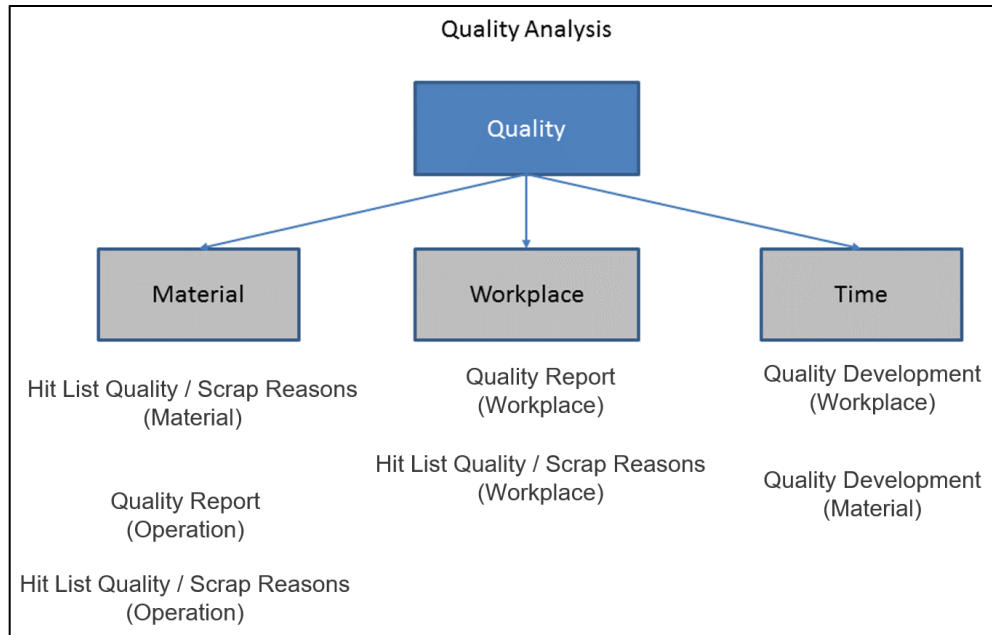 Quality Analysis
Quality
Material
Workplace
Time
Hit List Quality / Scrap Reasons
(Material)
Quality Report
(Operation)
Hit List Quality / Scrap Reasons
(Operation)
Quality Report
(Workplace)
Hit List Quality / Scrap Reasons
(Workplace)
Quality Development
(Workplace)
Quality Development
(Material)